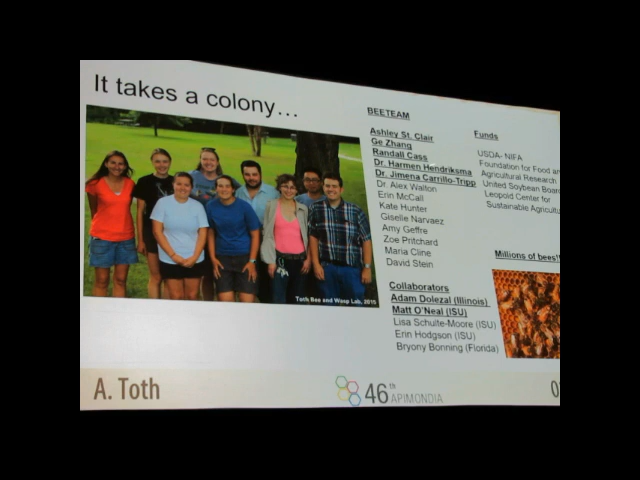 It takes a colony...
BEETEAM
Ashley St. Clair
Ge Zhang
Randall Cass
Dr. Harmen Hendriksma
Dr. Jimena Carrillo-Tripp
Dr. Alex Walton
Erin McCall
Kate Hunter
Giselle Narvaez
Amy Geffre
Zoe Pritchard
Maria Cline
David Stein
Collaborators
Adam Dolezal (Illinois)
Matt O'Neal (ISU)
Lisa Schulte-Moore (ISU)
Erin Hodgson (ISU)
Bryony Bonning (Florida)
Funds
USDA- NIFA
Foundation for Food an
Agricultural Research
United Soybean Board
Leopold Center for
Sustainable Agricultu
Millions of bees!!
Toth Bee and Wasp Lab, 2015
A. Toth
46th
APIMONDIA